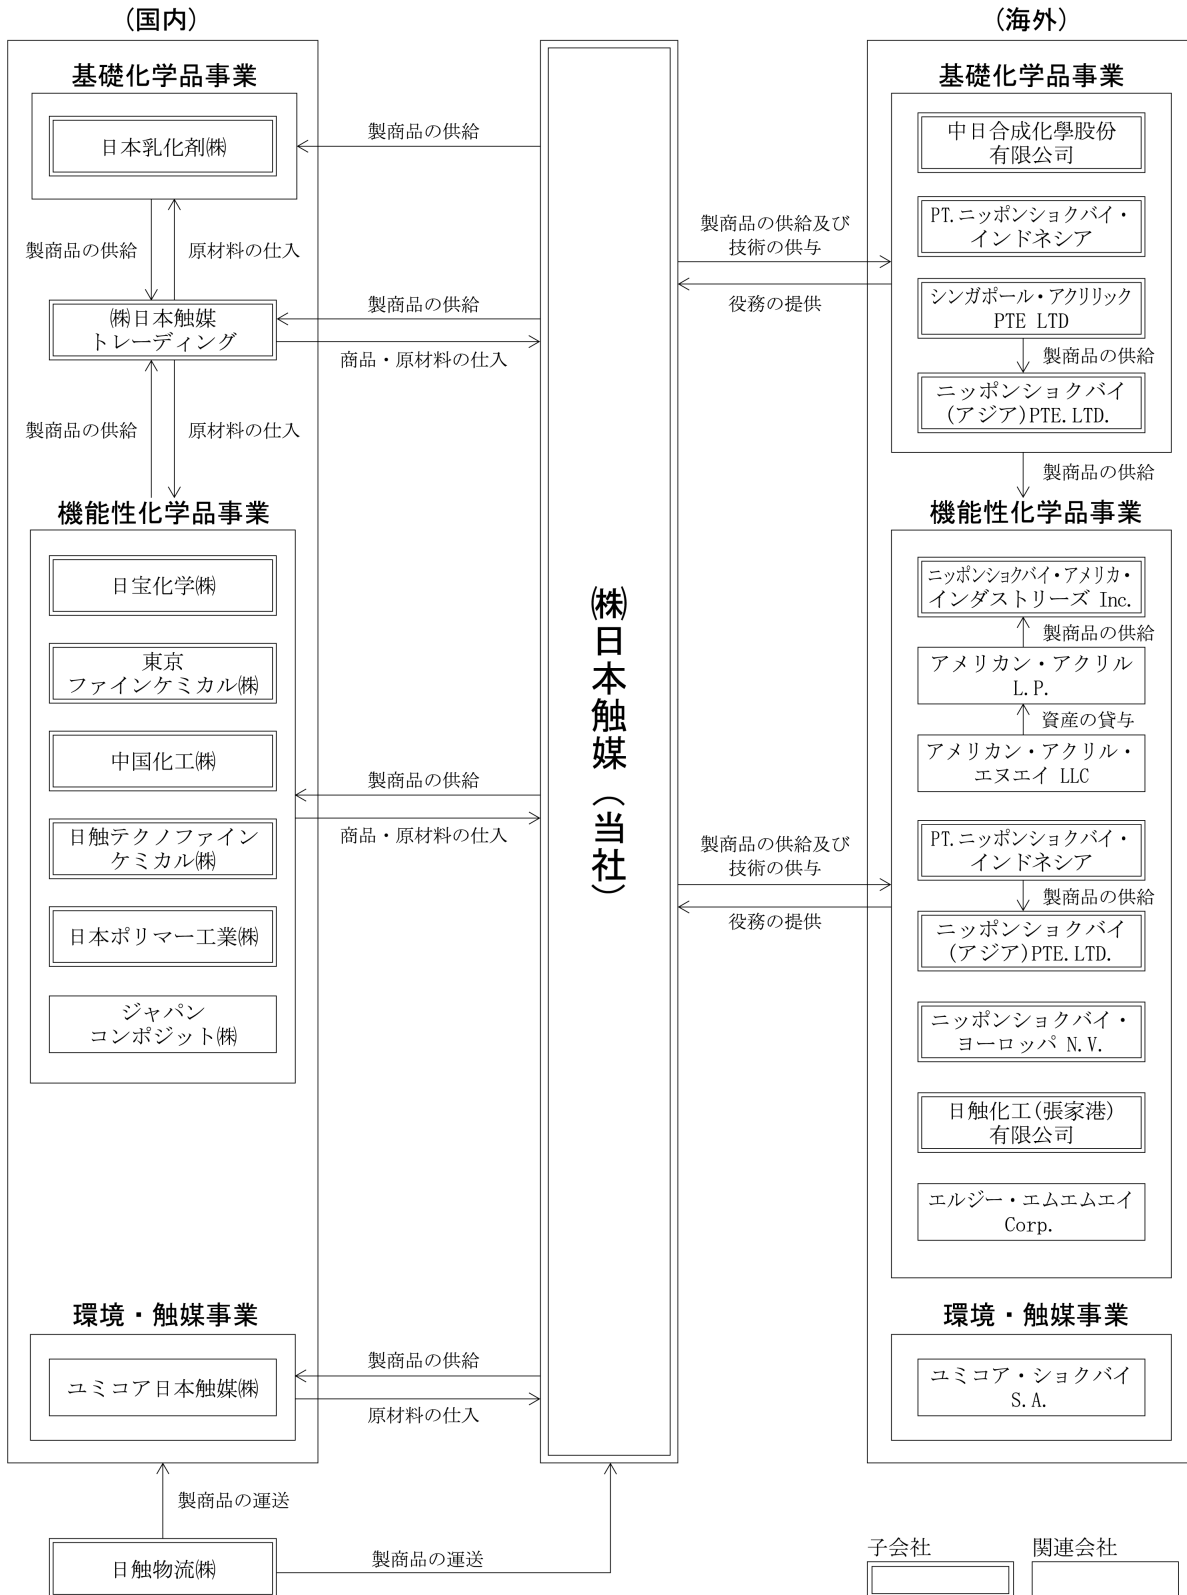 (国内)
基礎化学品事業
日本乳化剤㈱
製商品の供給
製商品の供給
原材料の仕入
㈱日本触媒
トレーディング
製商品の供給
商品・原材料の仕入
製商品の供給
原材料の仕入
機能性化学品事業
日宝化学㈱
東京
ファインケミカル㈱
中国化工㈱
日触テクノファイン
ケミカル㈱
日本ポリマー工業㈱
ジャパン
コンポジット㈱
製商品の供給
商品・原材料の仕入
環境・触媒事業
ユミコア日本触媒㈱
製商品の供給
原材料の仕入
製商品の運送
日触物流㈱
製商品の運送
㈱日本触媒(当社)
製商品の供給及び
技術の供与
役務の提供
製商品の供給及び
技術の供与
役務の提供
(海外)
基礎化学品事業
中日合成化學股份
有限公司
PT.ニッポンショクバイ・
インドネシア
シンガポール・アクリリック
PTE LTD
製商品の供給
ニッポンショクバイ
(アジア)PTE.LTD.
製商品の供給
機能性化学品事業
ニッポンショクバイ・アメリカ・
インダストリーズ Inc.
製商品の供給
アメリカン・アクリル
L.P.
資産の貸与
アメリカン・アクリル・
エヌエイ LLC
PT.ニッポンショクバイ・
インドネシア
製商品の供給
ニッポンショクバイ
(アジア)PTE.LTD.
ニッポンショクバイ・
ヨーロッパ N.V.
日触化工(張家港)
有限公司
エルジー・エムエムエイ
Corp.
環境・触媒事業
ユミコア・ショクバイ
S.A.
子会社
関連会社